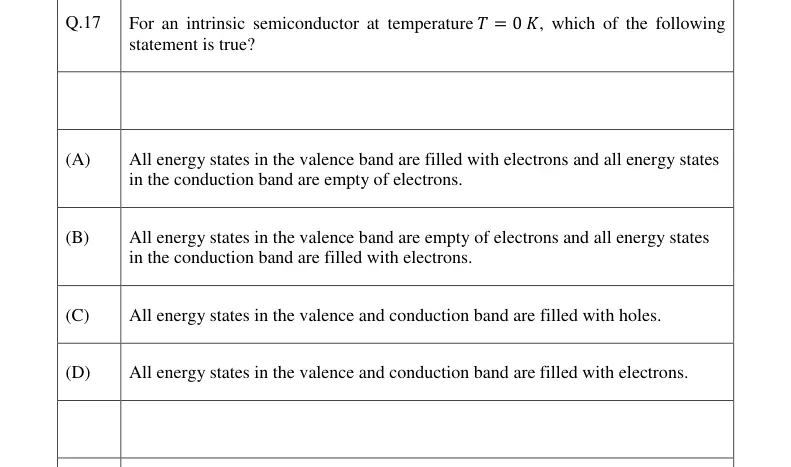 Q.17 For an intrinsic semiconductor at temperature T = 0 K, which of the following
statement is true?
(A) All energy states in the valence band are filled with electrons and all energy states
in the conduction band are empty of electrons.
(B) All energy states in the valence band are empty of electrons and all energy states
in the conduction band are filled with electrons.
(C) All energy states in the valence and conduction band are filled with holes.
(D) All energy states in the valence and conduction band are filled with electrons.